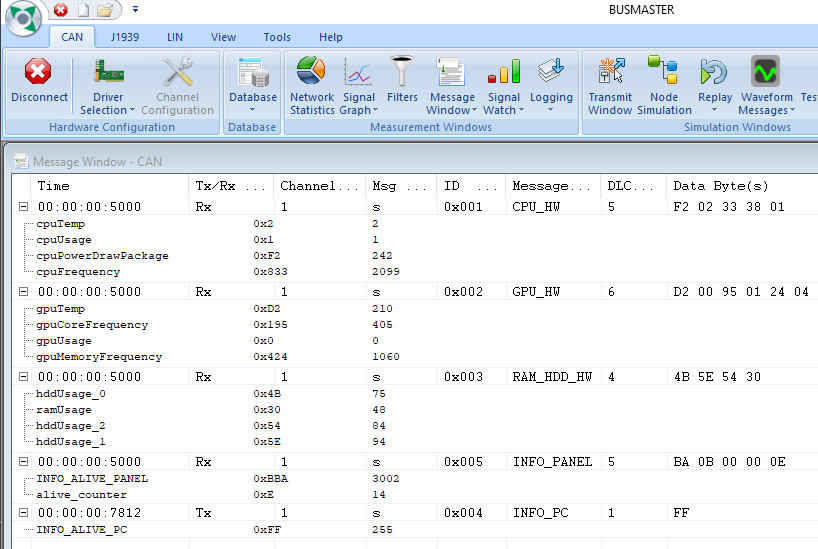 BUSMASTER
CAN J1939 LIN View Tools Help
Disconnect Driver Selection Channel Configuration Database Network Statistics Signal Graph Filters Message Window Signal Watch Logging Transmit Window Node Simulation Replay Waveform Messages Test
Hardware Configuration Database Measurement Windows Simulation Windows
Message Window - CAN
Time Tx/Rx ... Channel... Msg ... ID ... Message... DLC... Data Byte(s)
00:00:00:5000 Rx 1 s 0x001 CPU_HW 5 F2 02 33 38 01
cpuTemp 0x2 2
cpuUsage 0x1 1
cpuPowerDrawPackage 0xF2 242
cpuFrequency 0x833 2099
00:00:00:5000 Rx 1 s 0x002 GPU_HW 6 D2 00 95 01 24 04
gpuTemp 0xD2 210
gpuCoreFrequency 0x195 405
gpuUsage 0x0 0
gpuMemoryFrequency 0x424 1060
00:00:00:5000 Rx 1 s 0x003 RAM_HDD_HW 4 4B 5E 54 30
hddUsage_0 0x4B 75
ramUsage 0x30 48
hddUsage_2 0x54 84
hddUsage_1 0x5E 94
00:00:00:5000 Rx 1 s 0x005 INFO_PANEL 5 BA 0B 00 00 0E
INFO_ALIVE_PANEL 0xBBA 3002
alive_counter 0xE 14
00:00:00:7812 Tx 1 s 0x004 INFO_PC 1 FF
INFO_ALIVE_PC 0xFF 255